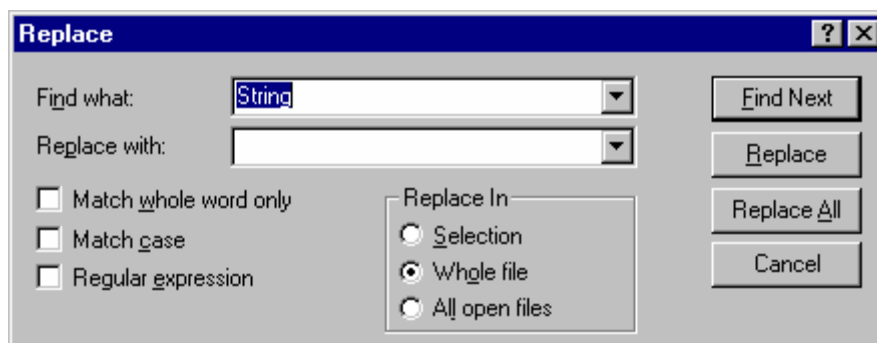 Replace
Find what: String
Replace with:
Match whole word only
Match case
Regular expression
Replace In
Selection
Whole file
All open files
Find Next
Replace
Replace All
Cancel